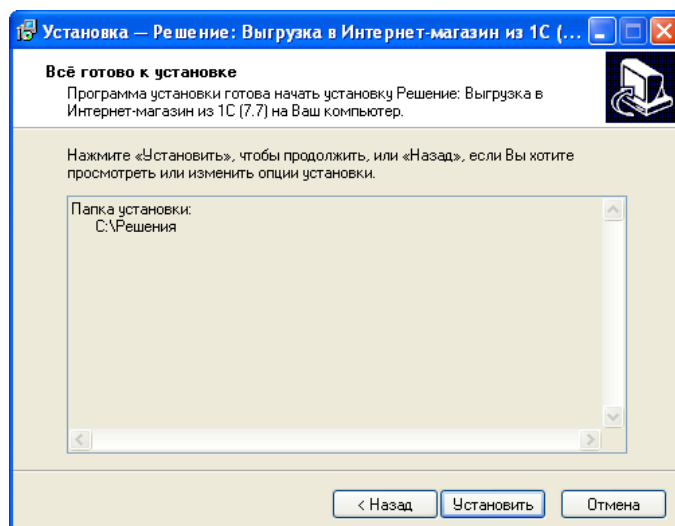 Установка — Решение: Выгрузка в Интернет-магазин из 1С (...
Всё готово к установке
Программа установки готова начать установку Решение: Выгрузка в
Интернет-магазин из 1С (7.7) на Ваш компьютер.
Нажмите «Установить», чтобы продолжить, или «Назад», если Вы хотите
просмотреть или изменить опции установки.
Папка установки:
C:\Решения
< Назад
Установить
Отмена